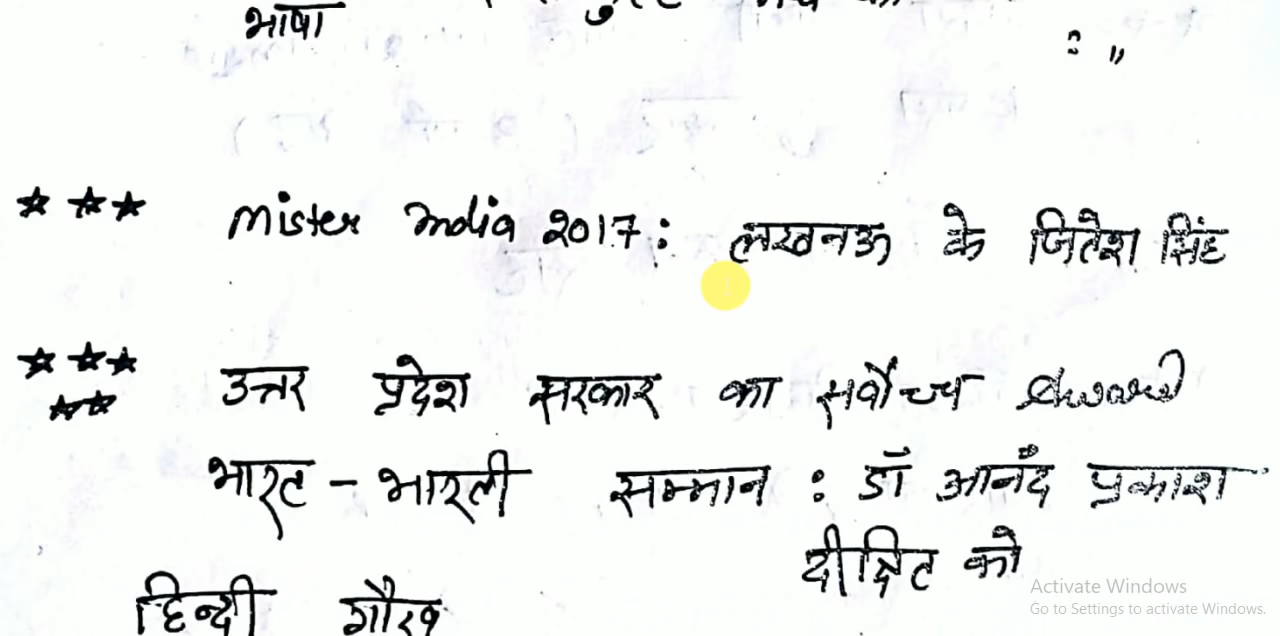 भाषा
: "
*** Mister India 2017: लखनऊ के जितेश सिंह
*** ** उत्तर प्रदेश सरकार का सर्वोच्च award
भारत - भारती सम्मान : डॉ आनंद प्रकाश
दीक्षित को
हिन्दी गौरव
Activate Windows
Go to Settings to activate Windows.